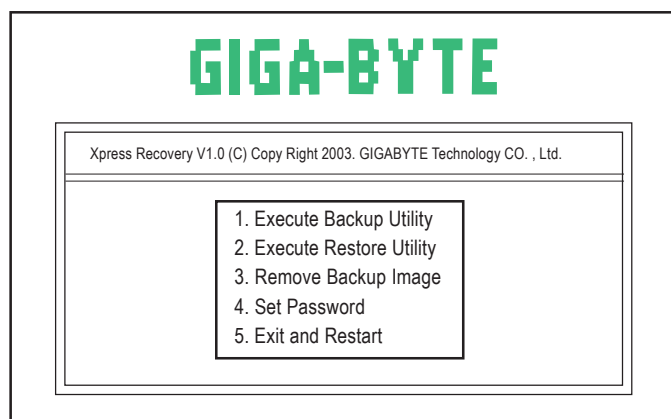 GIGA-BYTE
Xpress Recovery V1.0 (C) Copy Right 2003. GIGABYTE Technology CO. , Ltd.
1. Execute Backup Utility
2. Execute Restore Utility
3. Remove Backup Image
4. Set Password
5. Exit and Restart